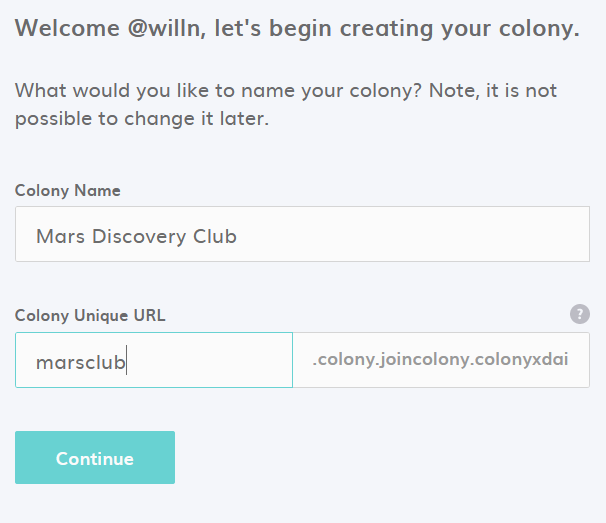 Welcome @willn, let's begin creating your colony.
What would you like to name your colony? Note, it is not
possible to change it later.
Colony Name
Mars Discovery Club
Colony Unique URL
?
marsclub
.colony.joincolony.colonyxdai
Continue